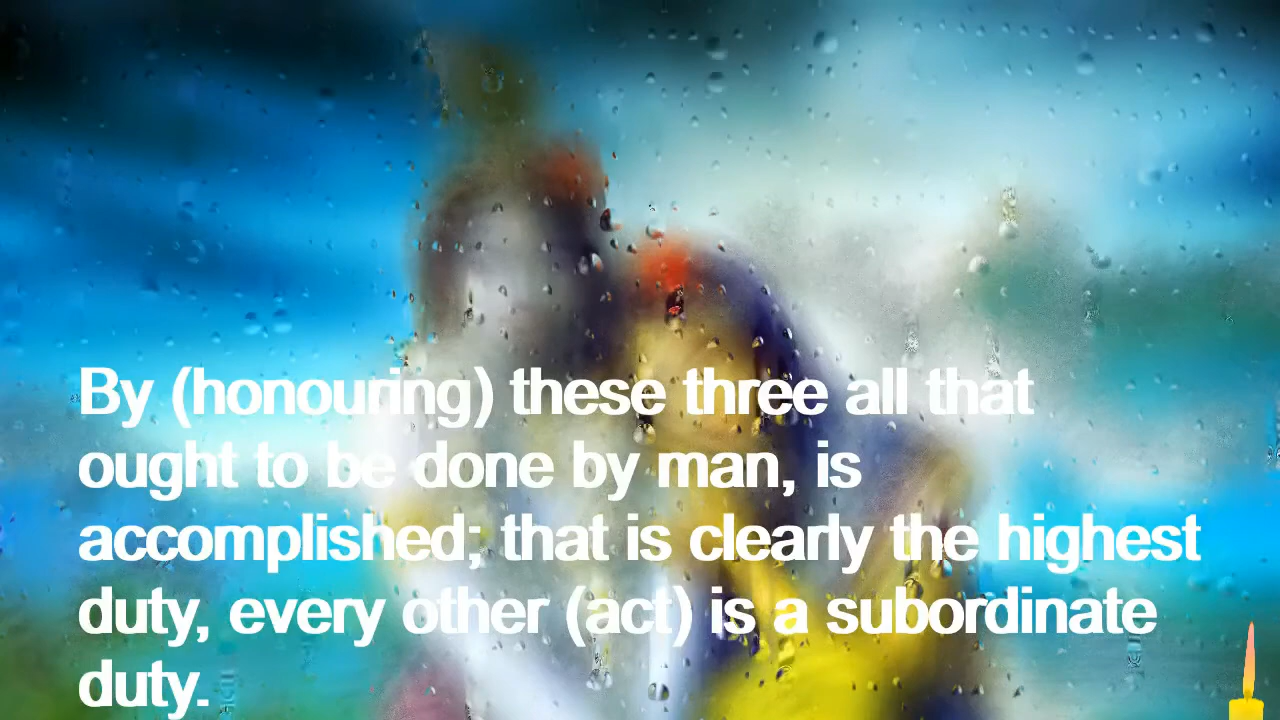 By (honouring) these three all that
ought to be done by man, is
accomplished; that is clearly the highest
duty, every other (act) is a subordinate
duty.